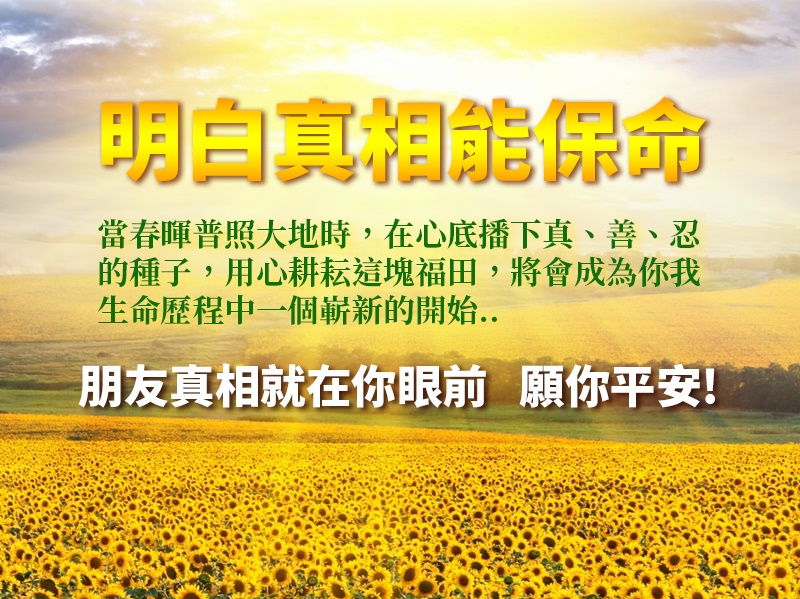 明白真相能保命
當春暉普照大地時，在心底播下真、善、忍
的種子，用心耕耘這塊福田，將會成為你我
生命歷程中一個嶄新的開始..
朋友真相就在你眼前 願你平安!